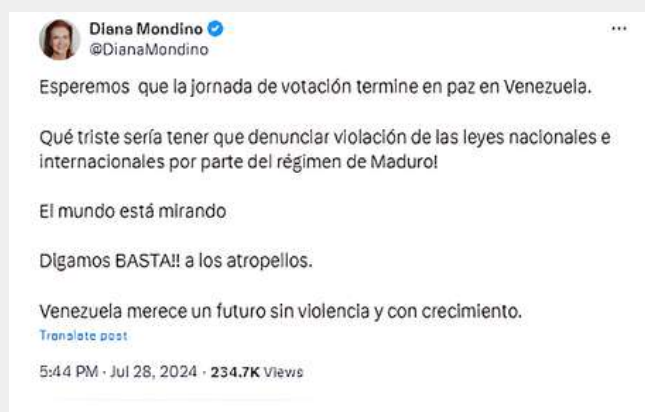 Diana Mondino
@DianaMondino
...
Esperemos que la jornada de votación termine en paz en Venezuela.
Qué triste sería tener que denunciar violación de las leyes nacionales e
internacionales por parte del régimen de Maduro!
El mundo está mirando
Digamos BASTA!! a los atropellos.
Venezuela merece un futuro sin violencia y con crecimiento.
Translate post
5:44 PM · Jul 28, 2024 · 234.7K Views